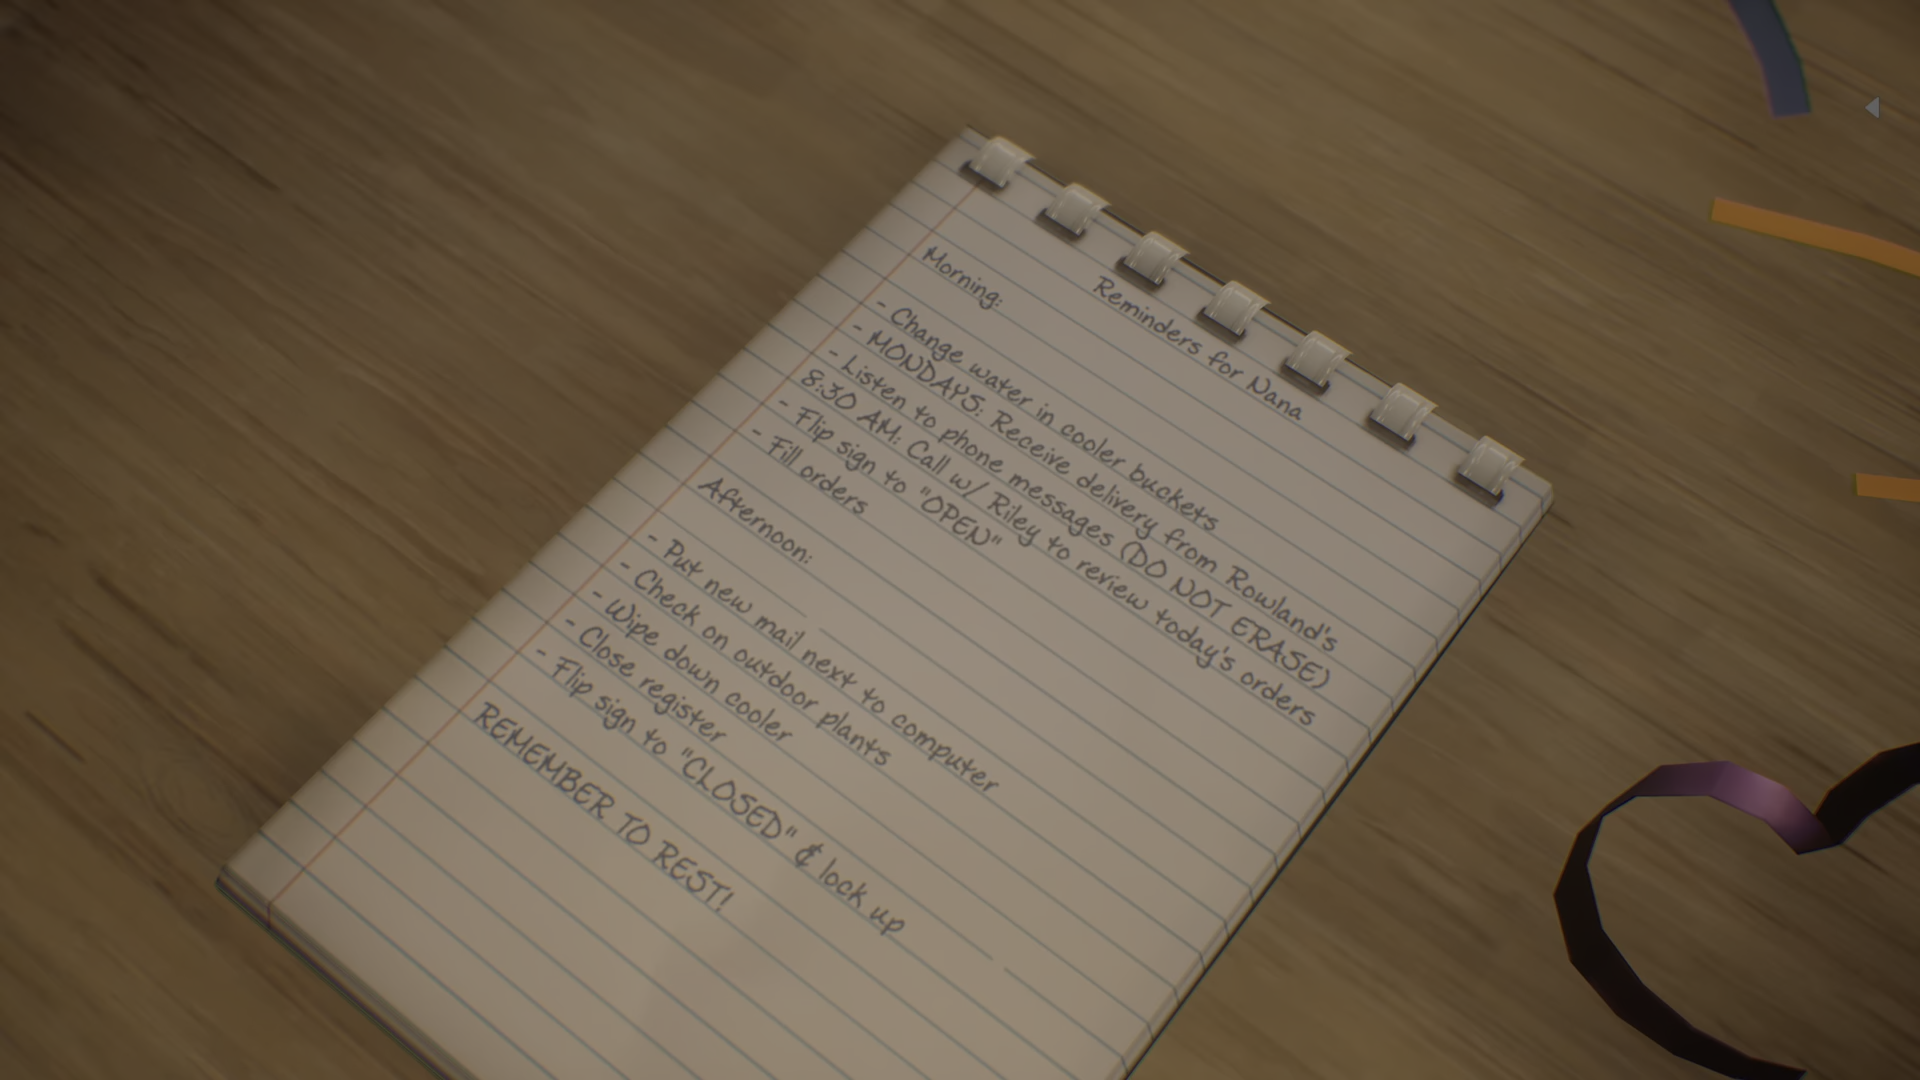 Reminders for Nana
Morning:
- Change water in cooler buckets
- MONDAYS: Receive delivery from Rowland's
- Listen to phone messages (DO NOT ERASE)
8:30 AM: Call w/ Riley to review today's orders
- Flip sign to "OPEN"
- Fill orders
Afternoon:
- Put new mail next to computer
- Check on outdoor plants
- Wipe down cooler
- Close register
- Flip sign to "CLOSED" & lock up
REMEMBER TO REST!